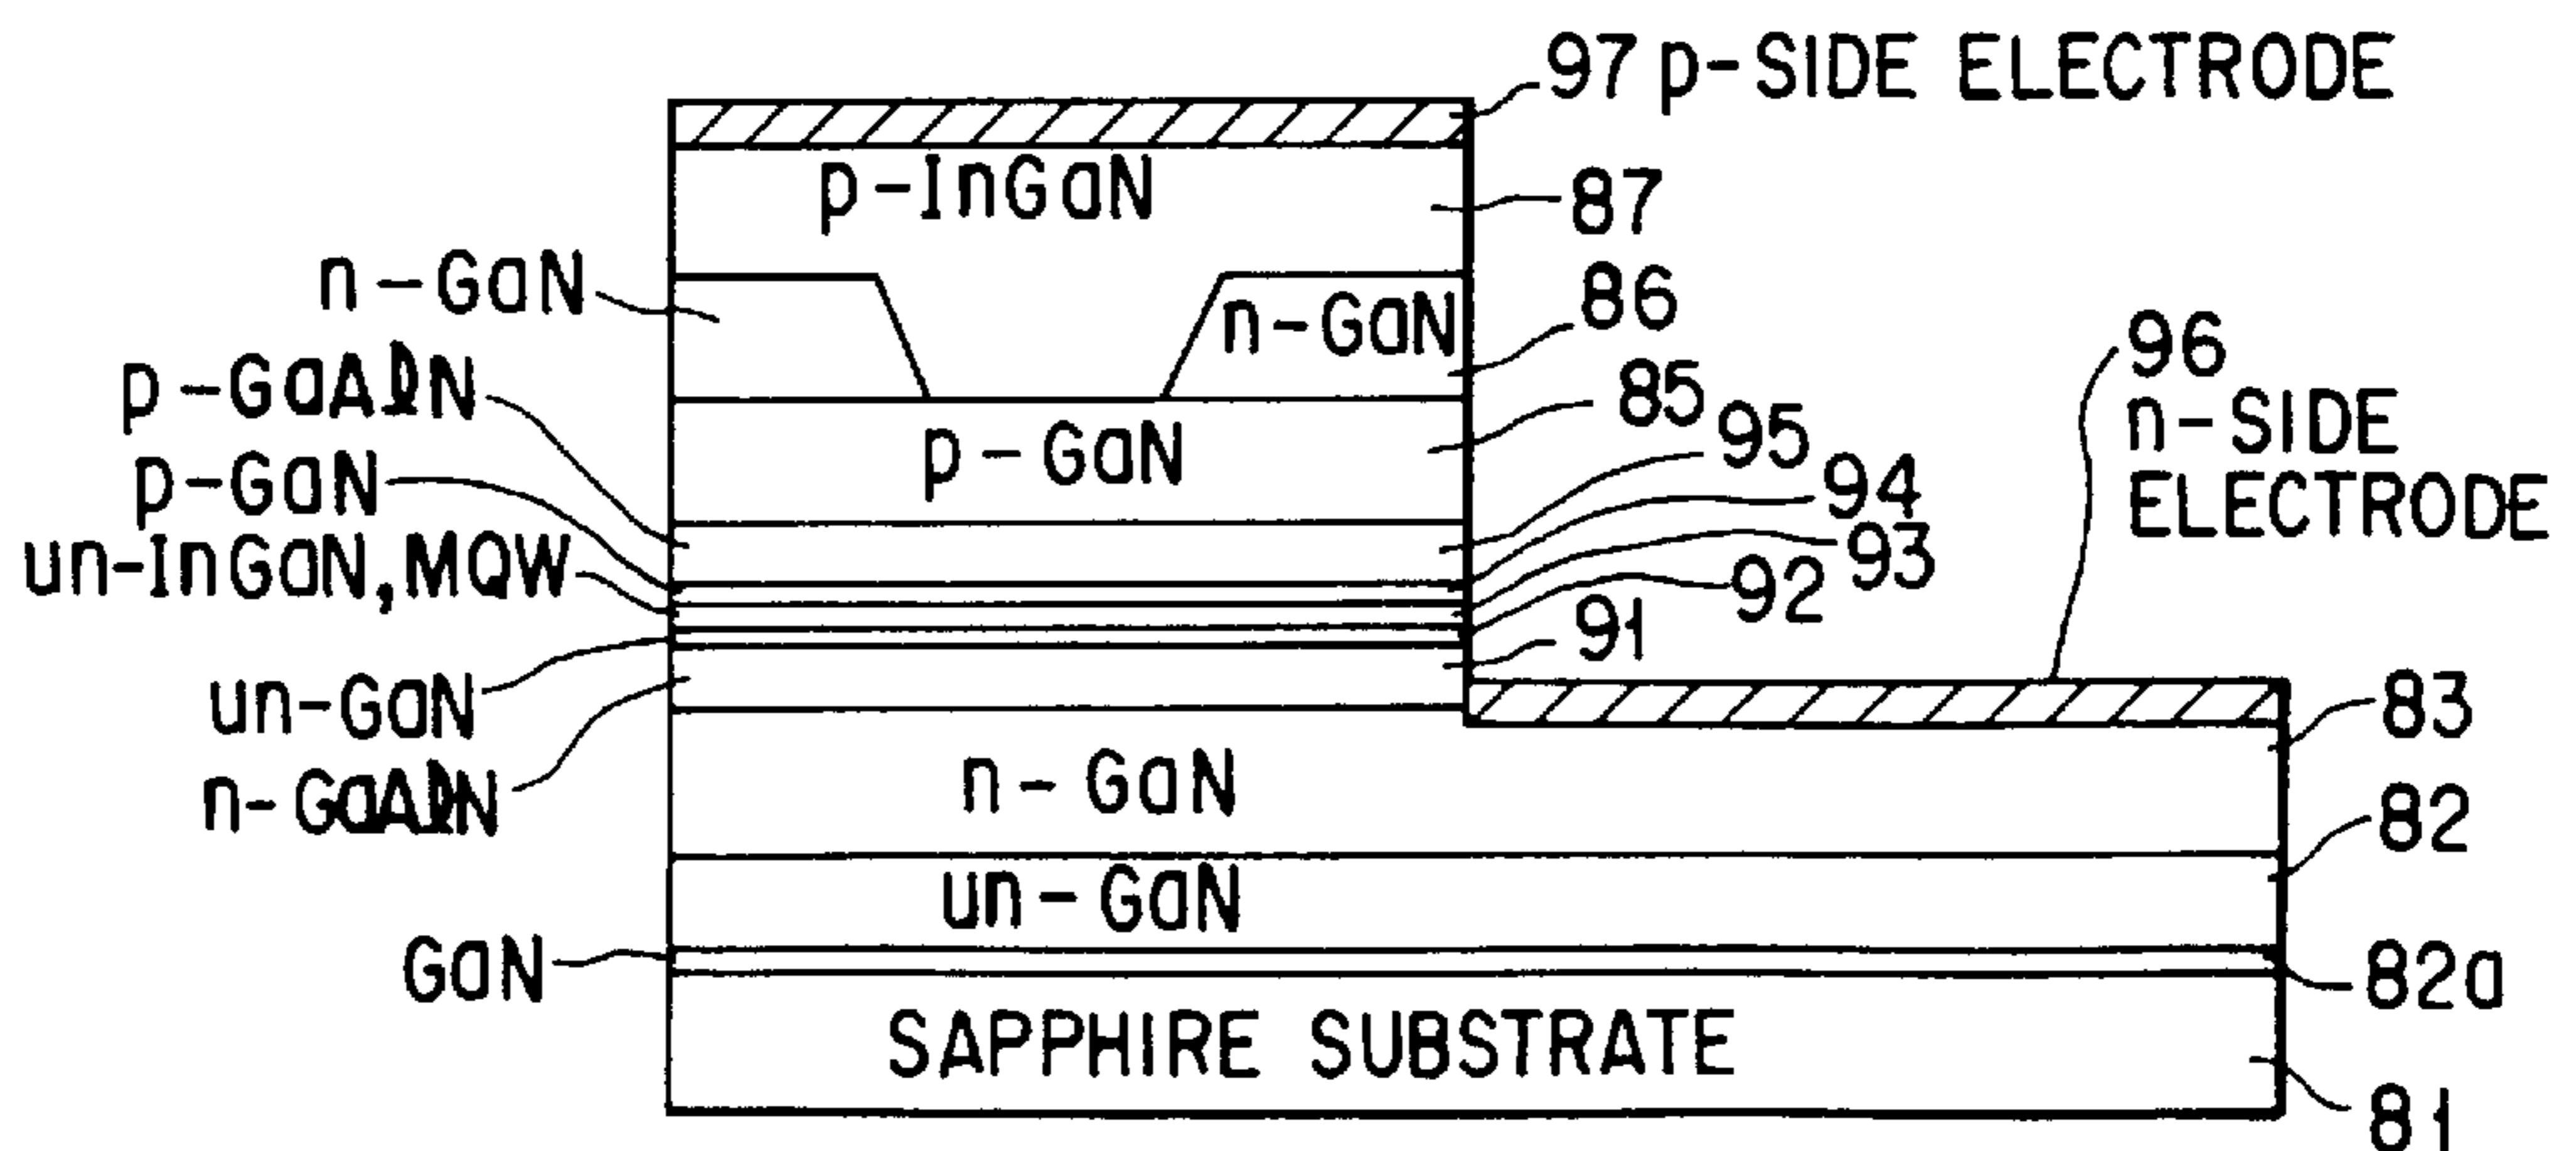 97 p-SIDE ELECTRODE
p-InGaN
87
n-GaN
86
n-GaN
p-GaAlN
85
p-GaN
95
p-GaN
94
un-InGaN,MQW
93
92
91
96
n-SIDE
ELECTRODE
un-GaN
83
n-GaAlN
n-GaN
82
un-GaN
GaN
82a
SAPPHIRE SUBSTRATE
81